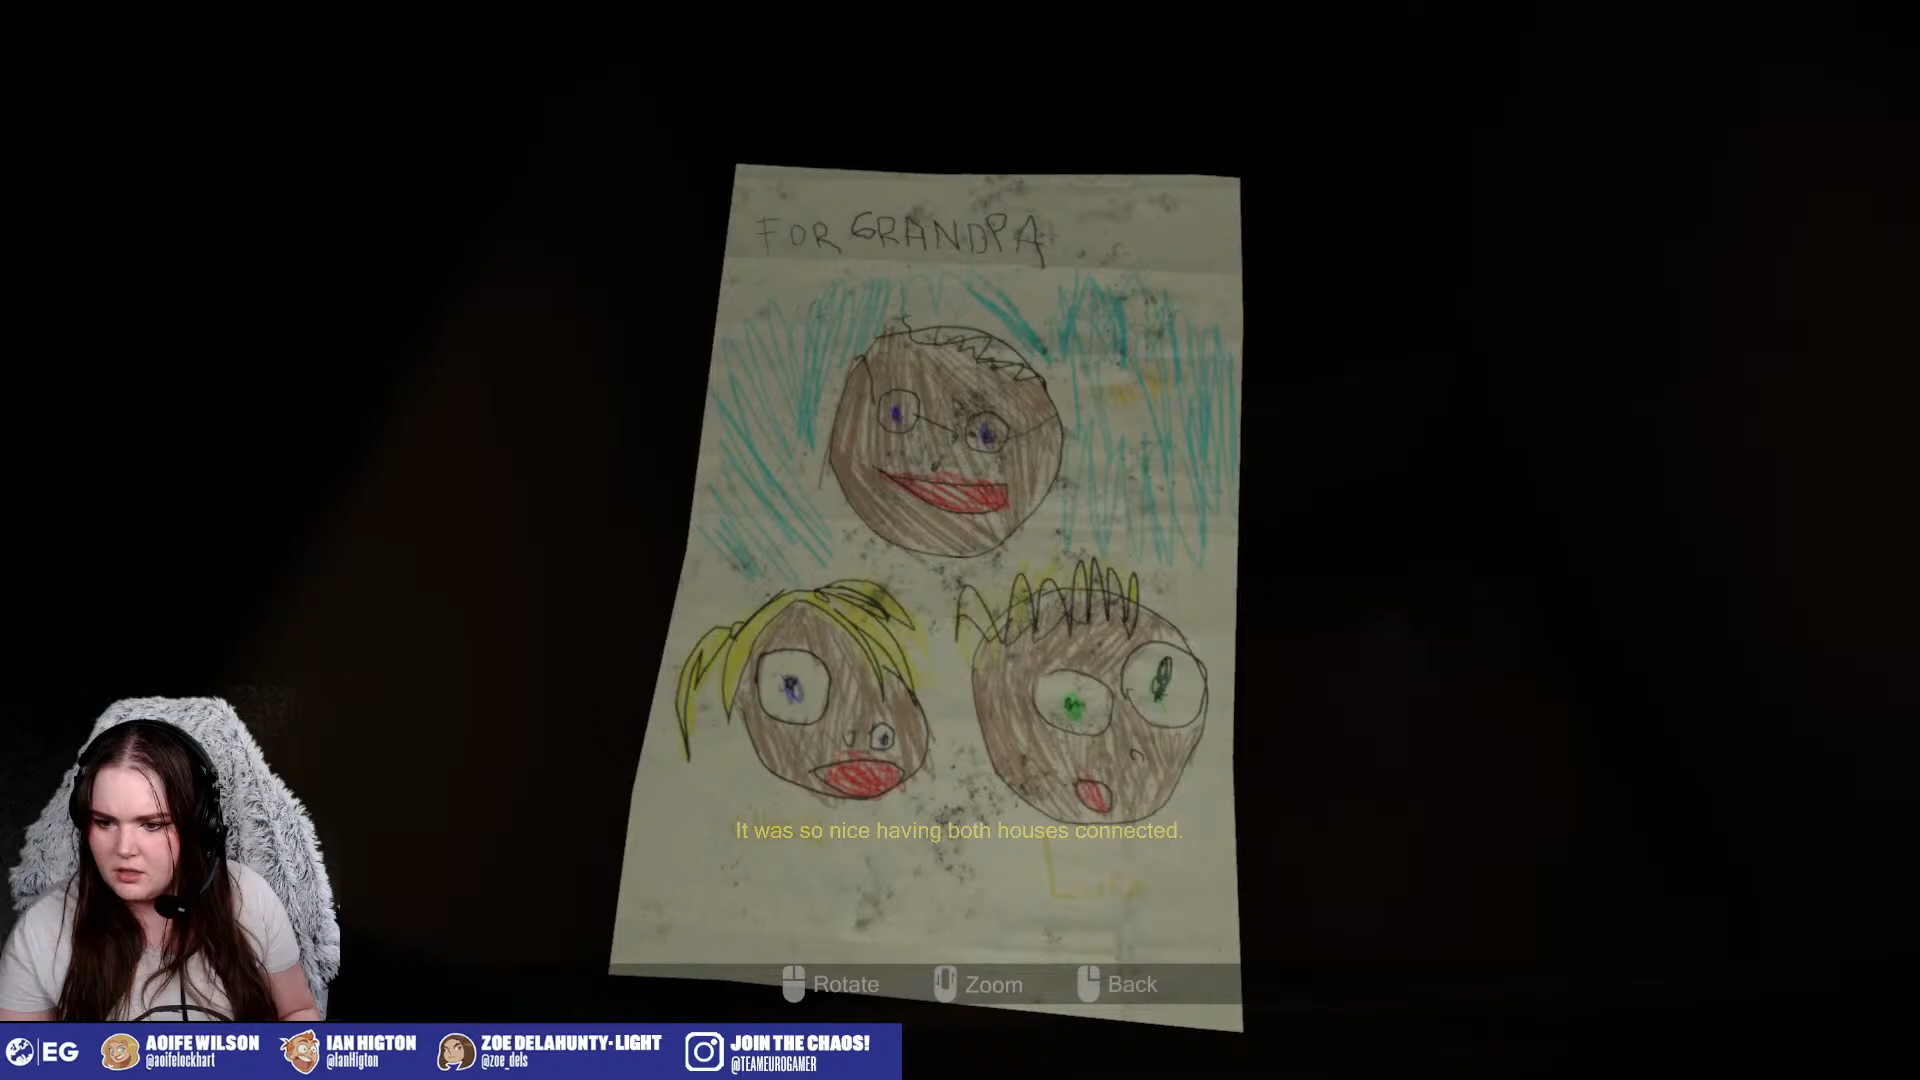 FOR GRANDPA
It was so nice having both houses connected.
Rotate
Zoom
Back
EG
AOIFE WILSON
@aoifelockhart
IAN HIGTON
@IanHigton
ZOE DELAHUNTY-LIGHT
@zoe_dels
JOIN THE CHAOS!
@TEAMEUROGAMER